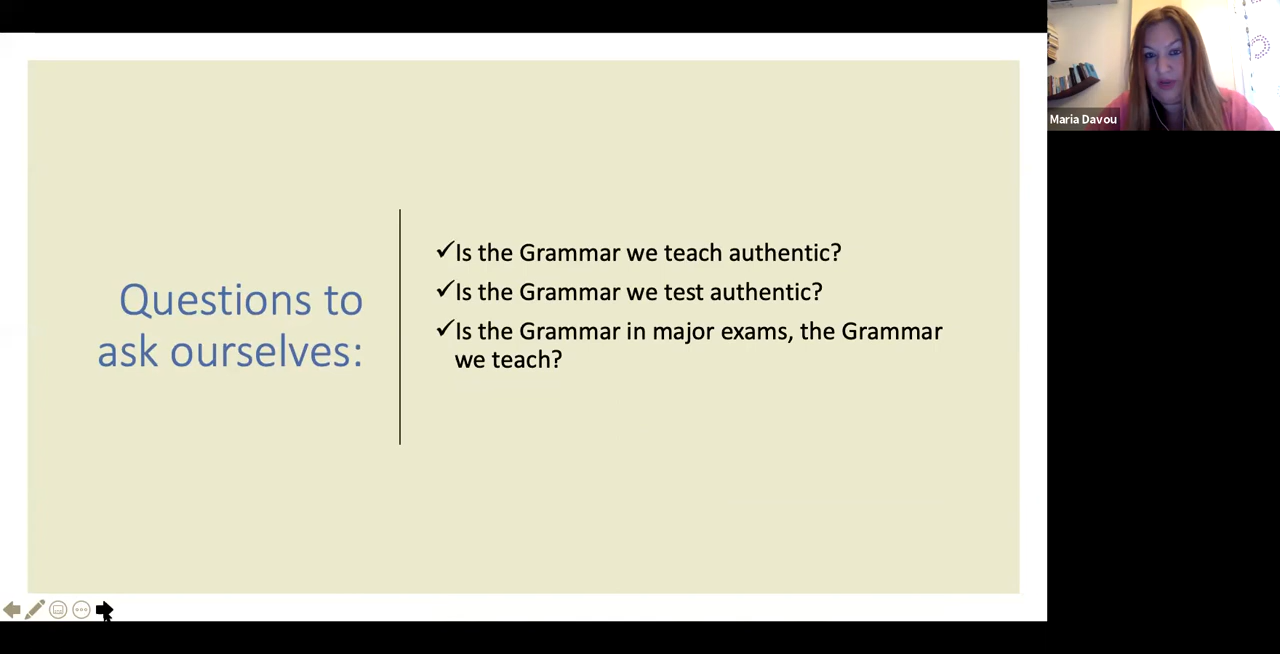 Questions to
ask ourselves:
✓Is the Grammar we teach authentic?
✓Is the Grammar we test authentic?
✓Is the Grammar in major exams, the Grammar
we teach?
Maria Davou